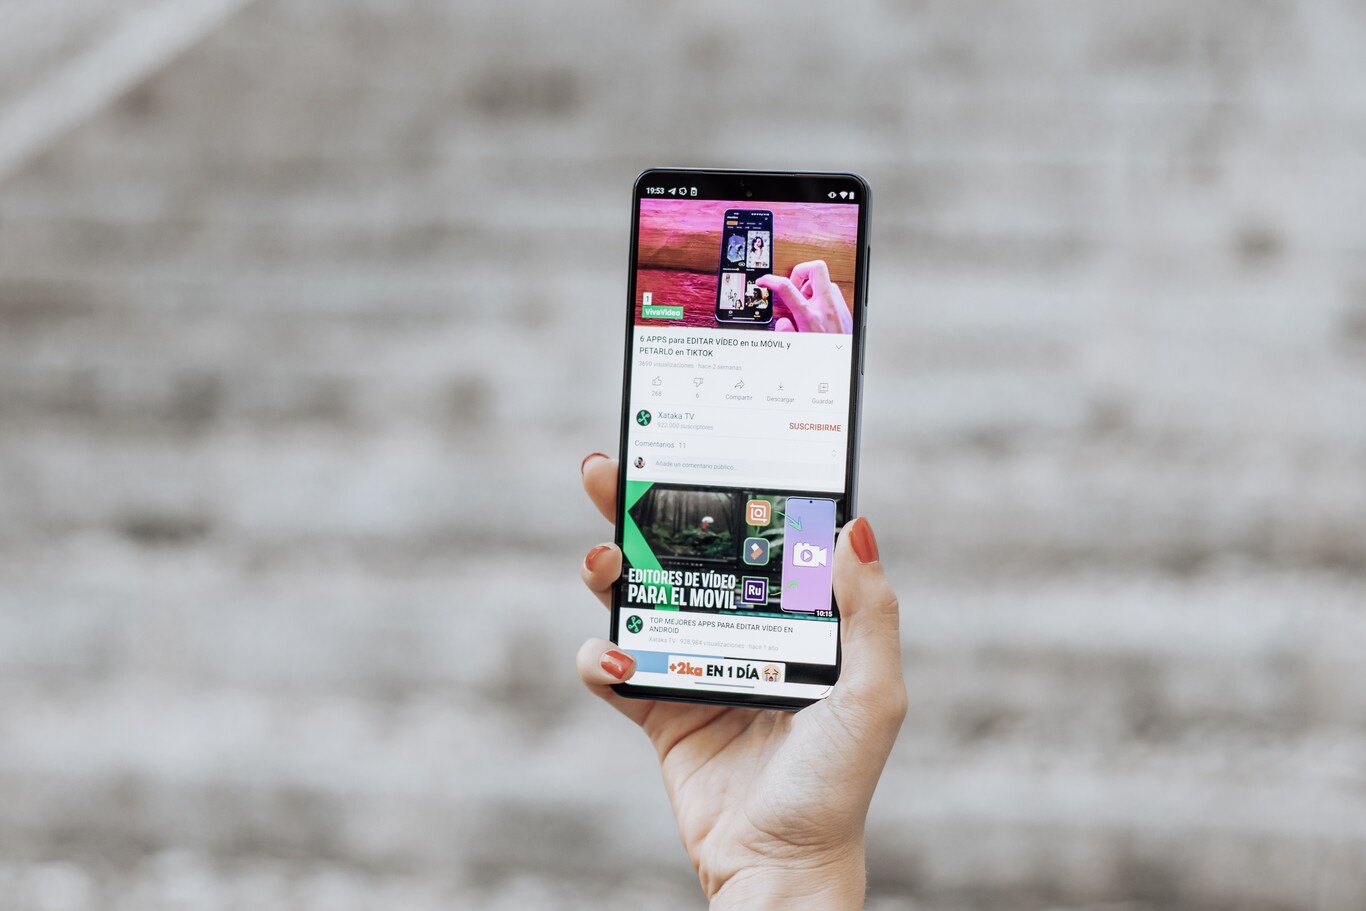 19:53
1
VivaVideo
6 APPS para EDITAR VÍDEO en tu MÓVIL y
PETARLO en TIKTOK
visualizaciones · hace 2 semanas
268
6
Compartir
Descargar
Guardar
Xataka TV
922.000 suscriptores
SUSCRIBIRME
Comentarios 11
Añade un comentario público...
EDITORES DE VÍDEO
PARA EL MOVIL
Ru
10:15
TOP MEJORES APPS PARA EDITAR VÍDEO EN
ANDROID
Xataka TV · visualizaciones · hace 1 año
+2kg EN 1 DÍA